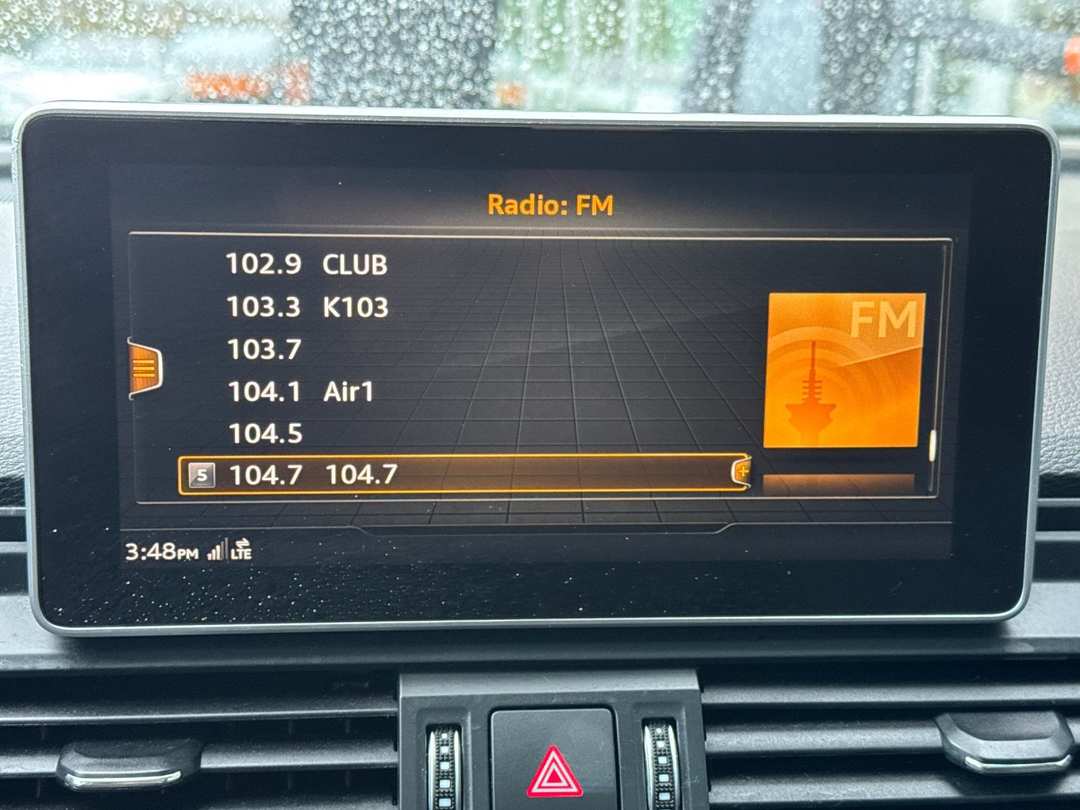 Radio: FM
102.9 CLUB
103.3 K103
103.7
104.1 Air1
104.5
5 104.7 104.7
FM
3:48PM LTE